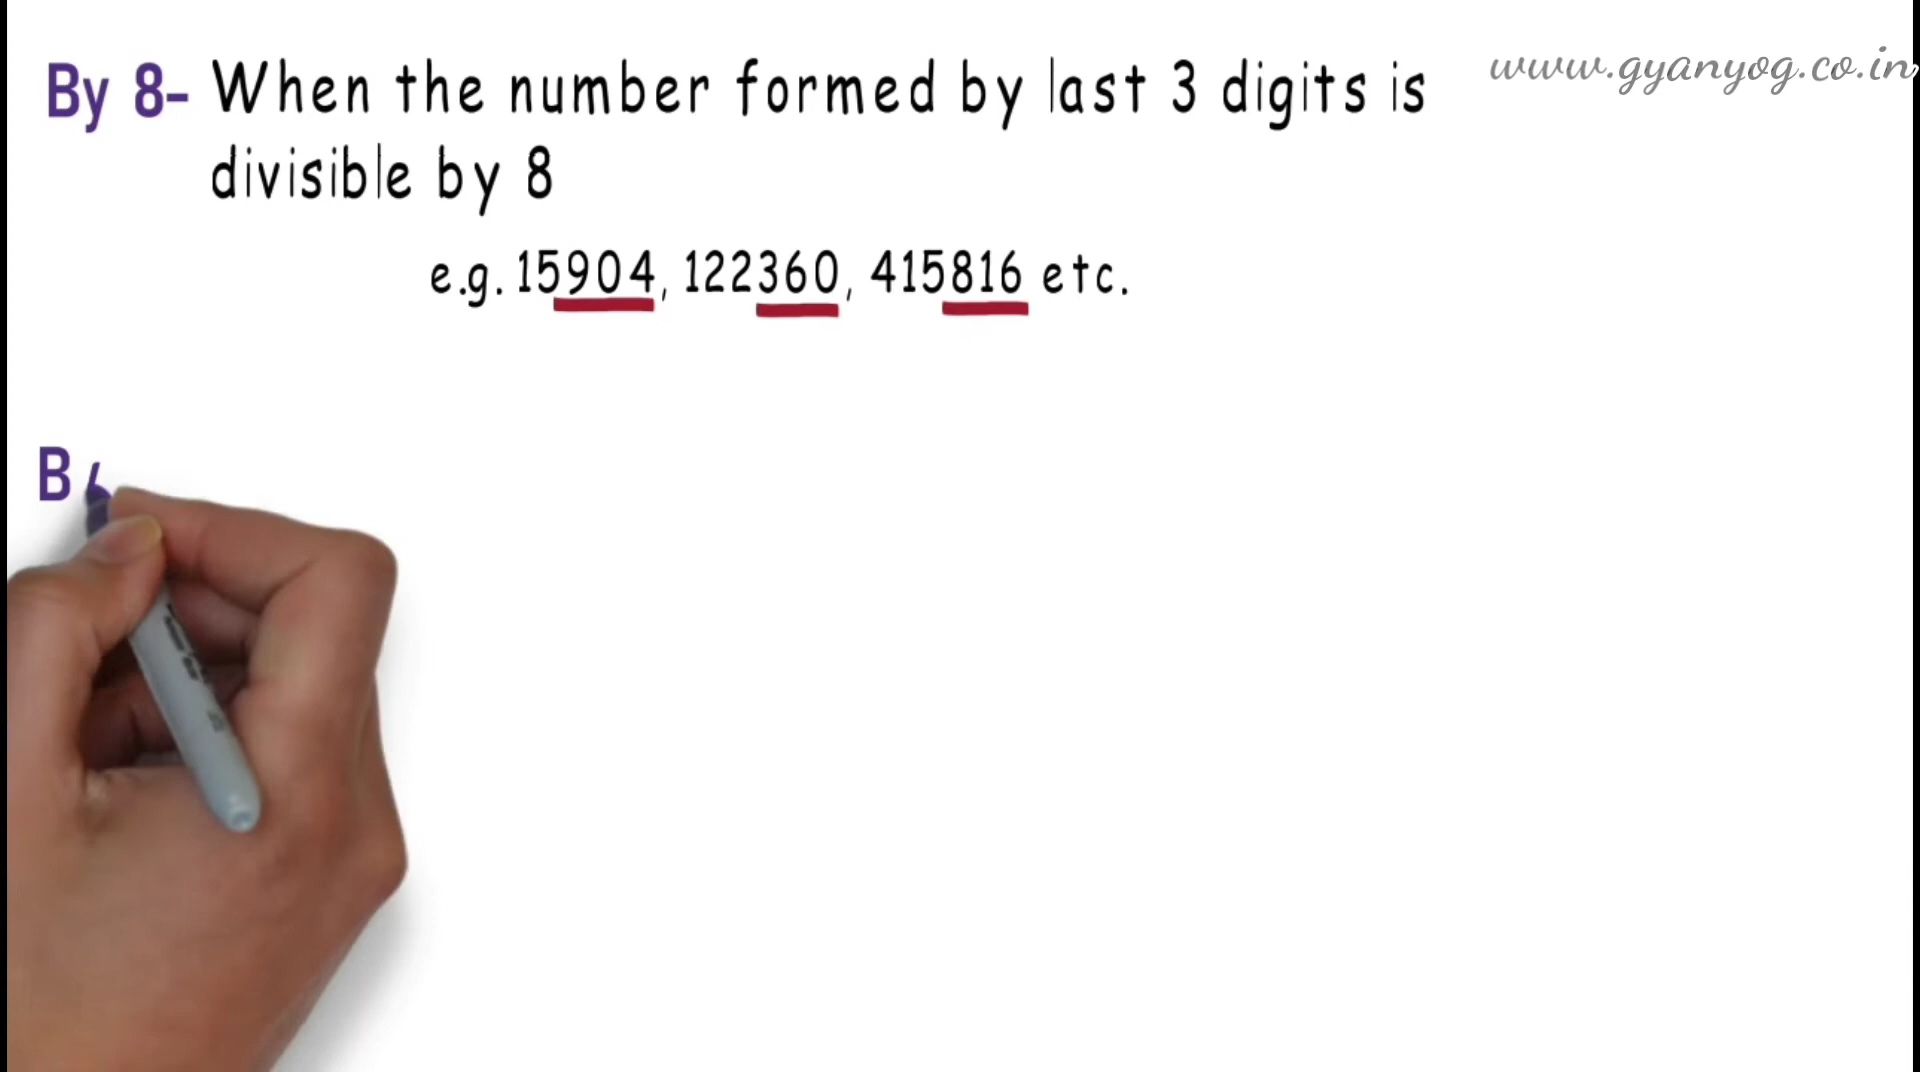 www.gyanyog.co.in
By 8- When the number formed by last 3 digits is
divisible by 8
e.g. 15904, 122360, 415816 etc.
B